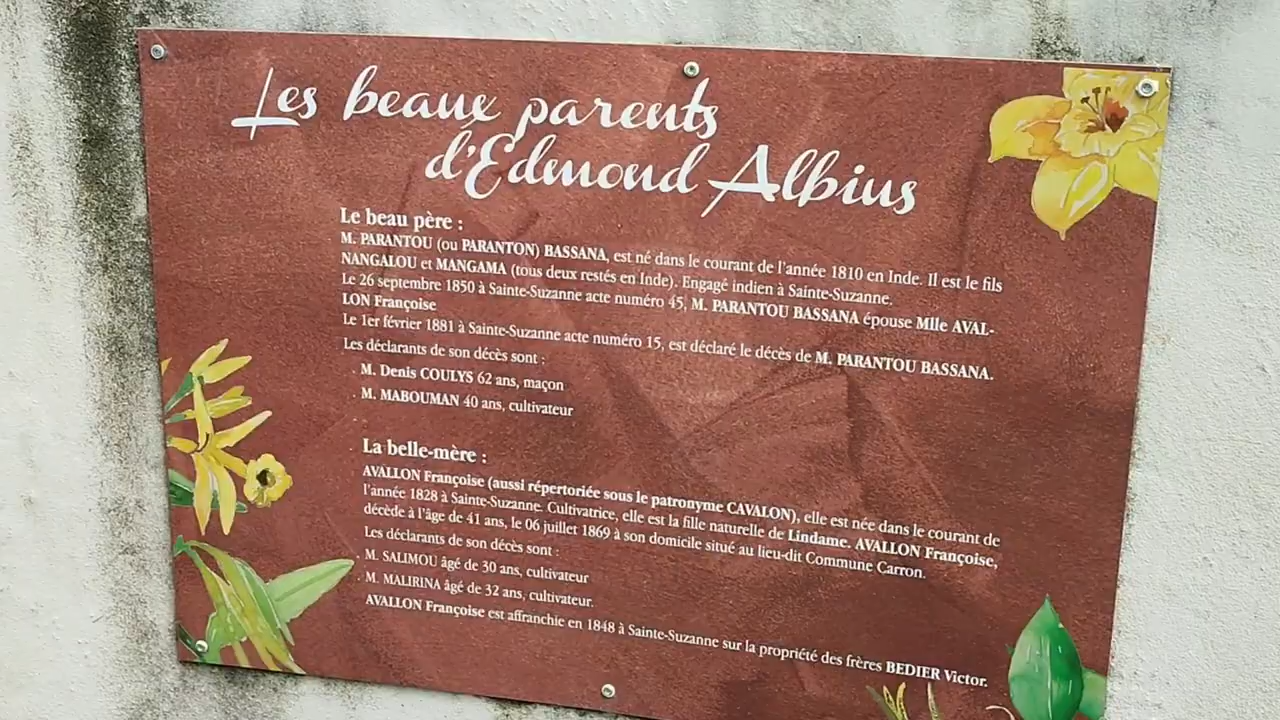 Les beaux parents
d'Edmond Albius
Le beau père :
M. PARANTOU (ou PARANTON) BASSANA, est né dans le courant de l'année 1810 en Inde. Il est le fils
NANGALOU et MANGAMA (tous deux restés en Inde). Engagé indien à Sainte-Suzanne.
Le 26 septembre 1850 à Sainte-Suzanne acte numéro 45, M. PARANTOU BASSANA épouse Mlle AVAL-
LON Françoise
Le 1er février 1881 à Sainte-Suzanne acte numéro 15, est déclaré le décès de M. PARANTOU BASSANA.
Les déclarants de son décès sont :
. M. Denis COULYS 62 ans, maçon
. M. MABOUMAN 40 ans, cultivateur
.
. La belle-mère :
. AVALLON Françoise (aussi répertoriée sous le patronyme CAVALON), elle est née dans le courant de
l'année 1828 à Sainte-Suzanne. Cultivatrice, elle est la fille naturelle de Lindame. AVALLON Françoise,
décède à l'âge de 41 ans, le 06 juillet 1869 à son domicile situé au lieu-dit Commune Carron.
. Les déclarants de son décès sont :
. M. SALIMOU âgé de 30 ans, cultivateur
. M. MALIRINA âgé de 32 ans, cultivateur.
. AVALLON Françoise est affranchie en 1848 à Sainte-Suzanne sur la propriété des frères BEDIER Victor.